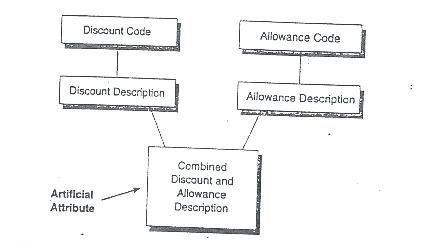 Discount Code
Allowance Code
Discount Description
Allowance Description
Combined
Discount and
Allowance
Description
Artificial
Attribute